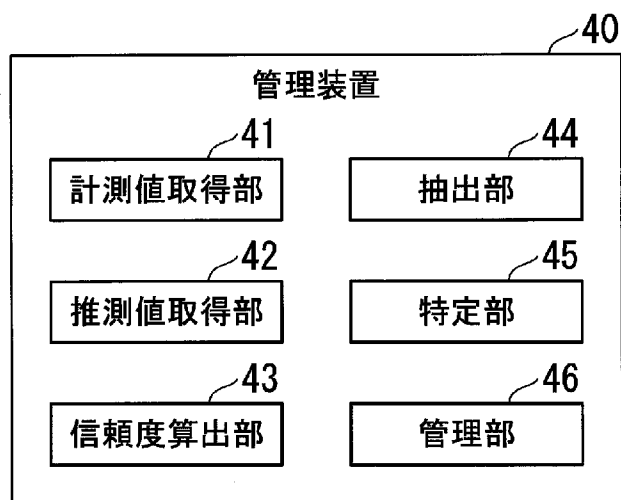 40
管理装置
41
計測値取得部
42
推測値取得部
43
信頼度算出部
44
抽出部
45
特定部
46
管理部